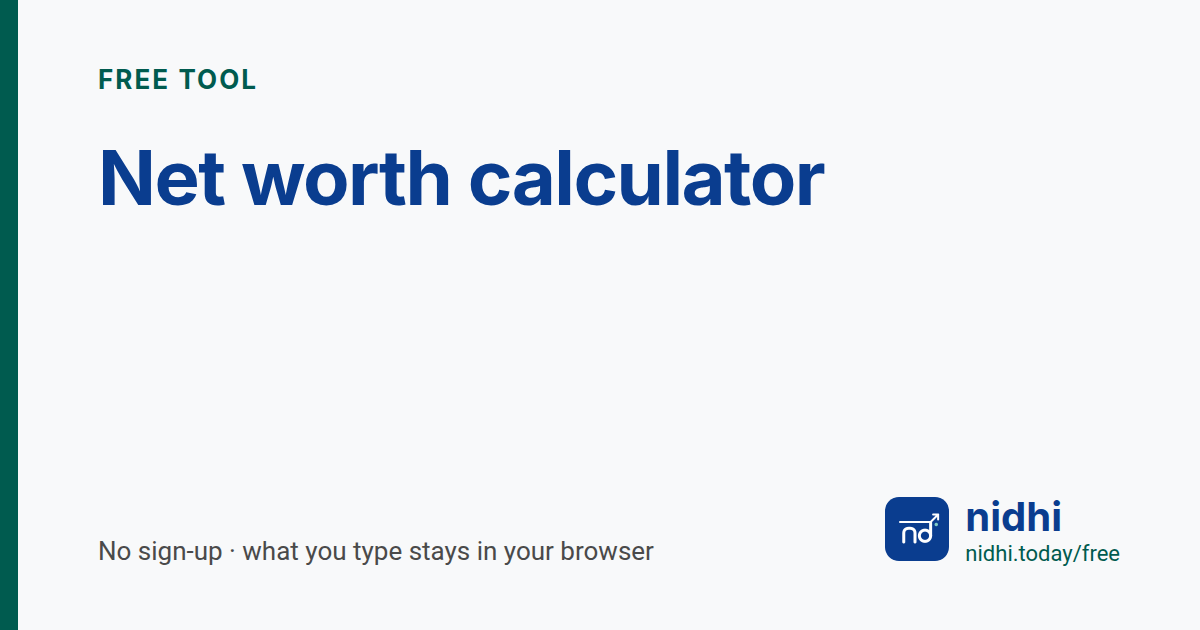 FREE TOOL
Net worth calculator
No sign-up · what you type stays in your browser
nd
nidhi
nidhi.today/free